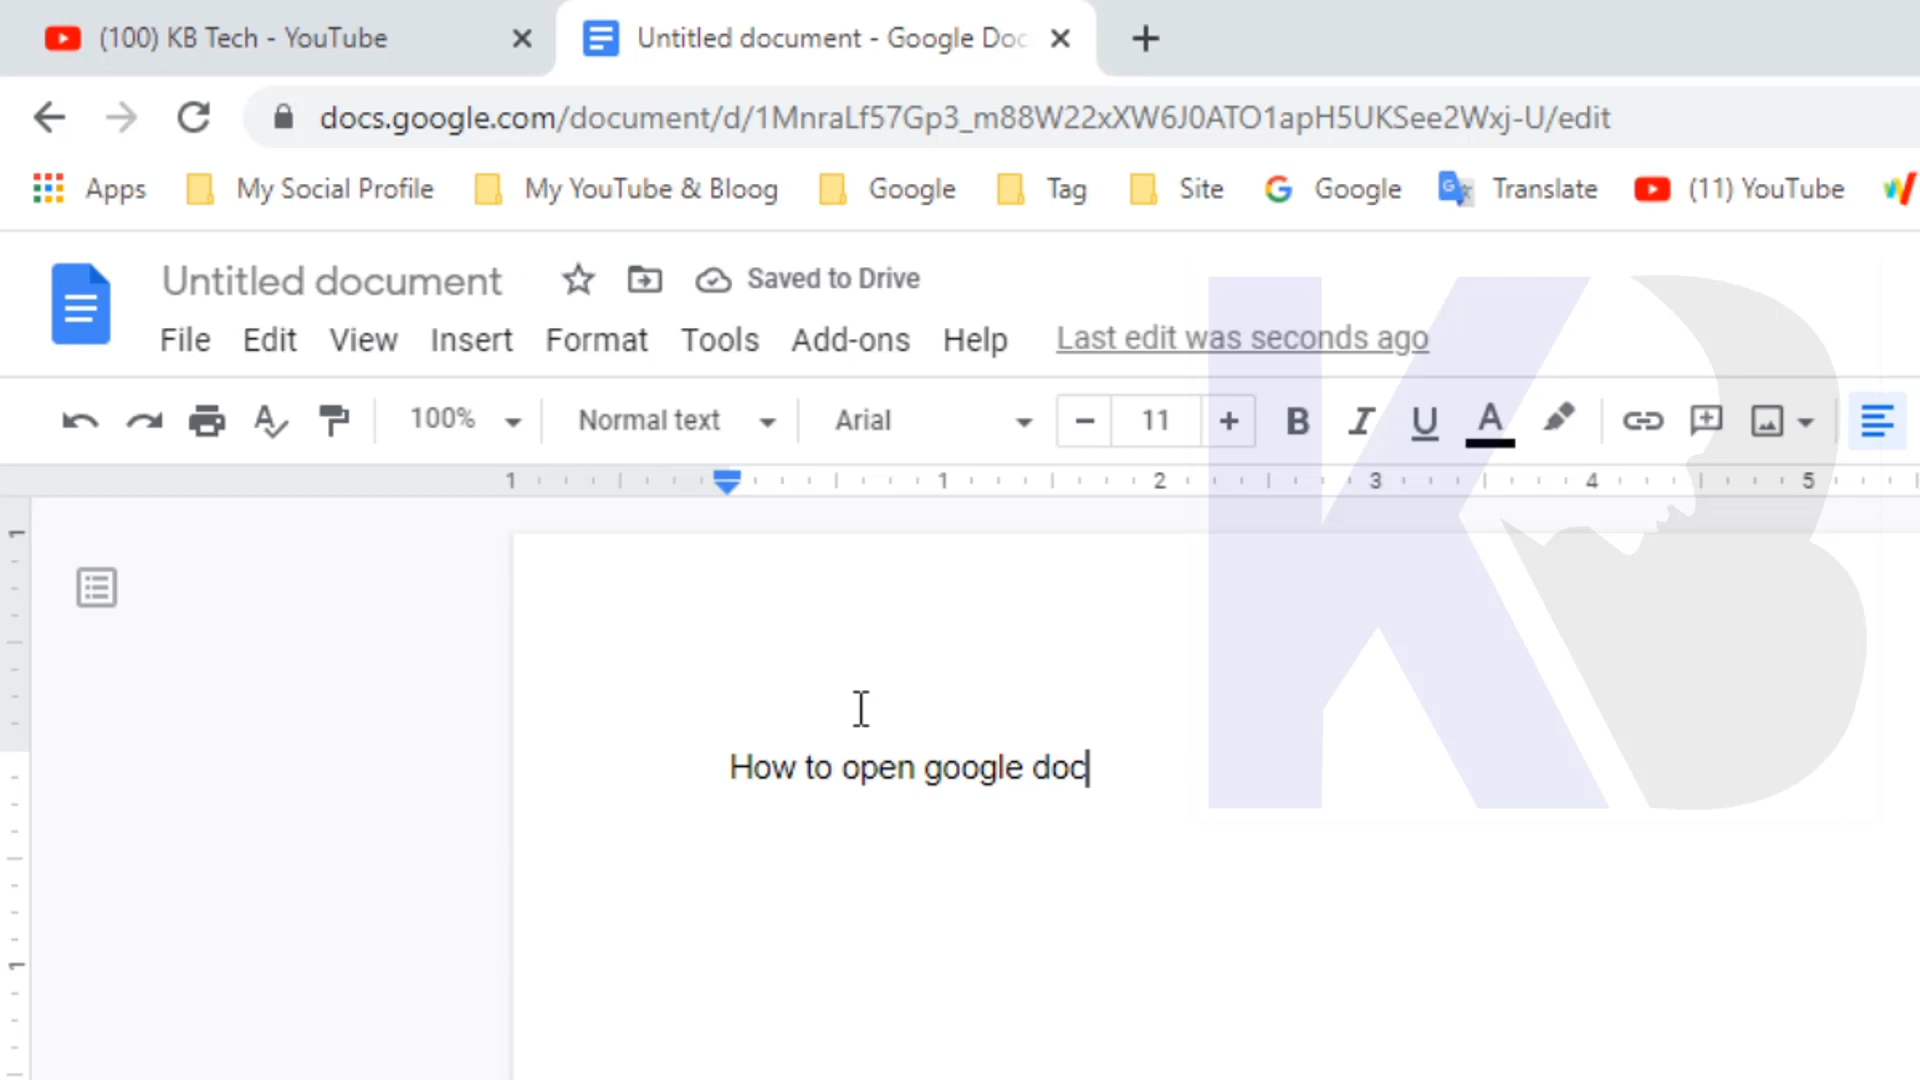 (100) KB Tech - YouTube
Untitled document - Google Doc
docs.google.com/document/d/1MnraLf57Gp3_m88W22xXW6J0ATO1apH5UKSee2Wxj-U/edit
Apps My Social Profile My YouTube & Bloog Google Tag Site Google Translate (11) YouTube
Untitled document Saved to Drive
File Edit View Insert Format Tools Add-ons Help Last edit was seconds ago
100% Normal text Arial - 11 + B I U A
1 1 2 3 4 5
1
How to open google doc
1
KB